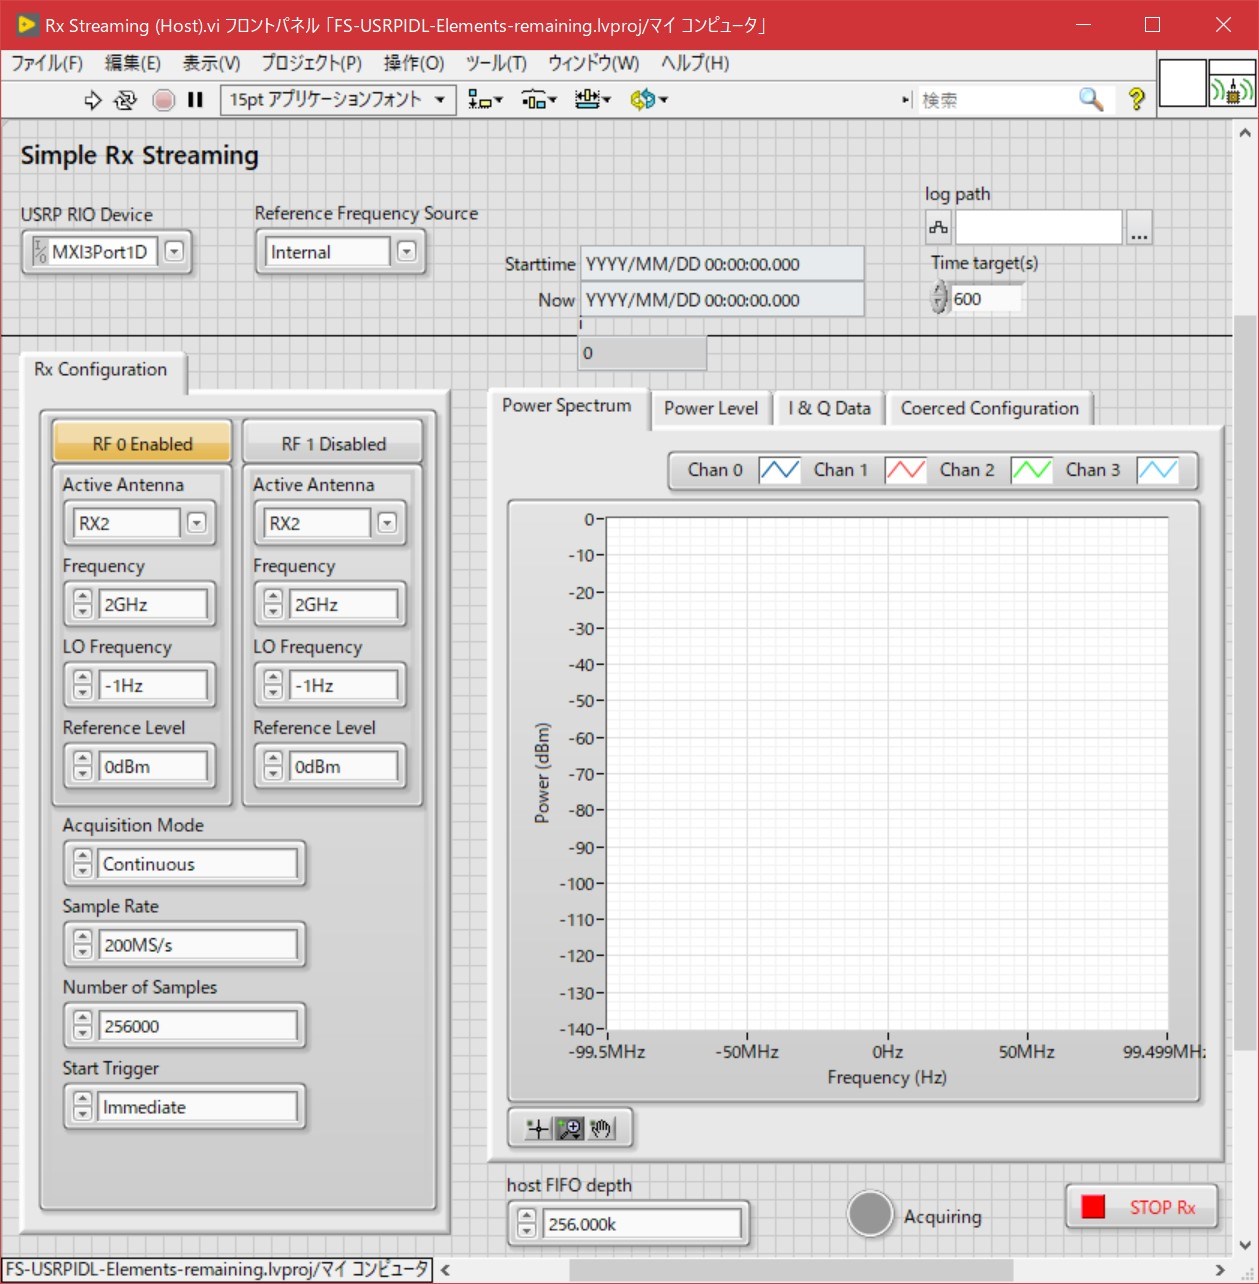 Rx Streaming (Host).vi フロントパネル「FS-USRPIDL-Elements-remaining.lvproj/マイ コンピュータ」
ファイル(F) 編集(E) 表示(V) プロジェクト(P) 操作(O) ツール(T) ウィンドウ(W) ヘルプ(H)
15pt アプリケーションフォント 検索 ?
Simple Rx Streaming
USRP RIO Device
MXI3Port1D
Reference Frequency Source
Internal
Starttime YYYY/MM/DD 00:00:00.000
Now YYYY/MM/DD 00:00:00.000
i
0
log path
...
Time target(s)
600
Rx Configuration
RF 0 Enabled
RF 1 Disabled
Active Antenna
RX2
Frequency
2GHz
LO Frequency
-1Hz
Reference Level
0dBm
Active Antenna
RX2
Frequency
2GHz
LO Frequency
-1Hz
Reference Level
0dBm
Acquisition Mode
Continuous
Sample Rate
200MS/s
Number of Samples
256000
Start Trigger
Immediate
Power Spectrum Power Level I & Q Data Coerced Configuration
Chan 0 Chan 1 Chan 2 Chan 3
0
-10
-20
-30
-40
-50
-60
-70
-80
-90
-100
-110
-120
-130
-140
Power (dBm)
-99.5MHz -50MHz 0Hz 50MHz 99.499MHz
Frequency (Hz)
host FIFO depth
256.000k
Acquiring
STOP Rx
FS-USRPIDL-Elements-remaining.lvproj/マイ コンピュータ